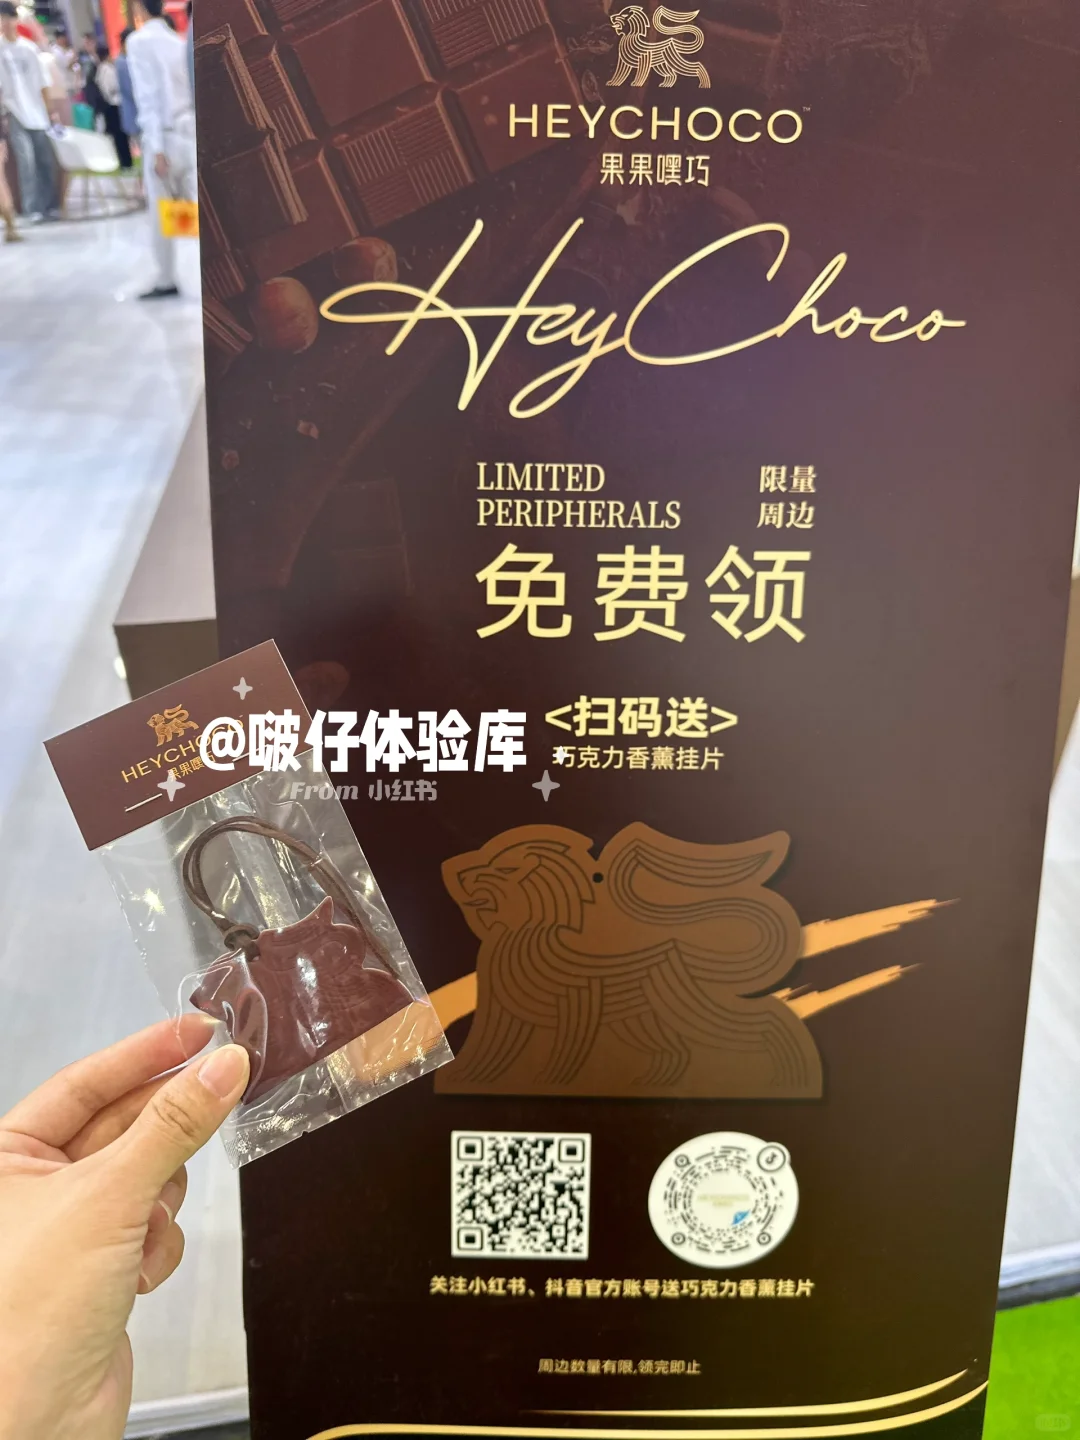 HEYCHOCO™
果果嘿巧
HeyChoco
LIMITED
PERIPHERALS
限量
周边
免费领
<扫码送>
巧克力香薰挂片
HEYCHOCO
果果嘿
@啵仔体验库
From 小红书
关注小红书、抖音官方账号送巧克力香薰挂片
周边数量有限,领完即止